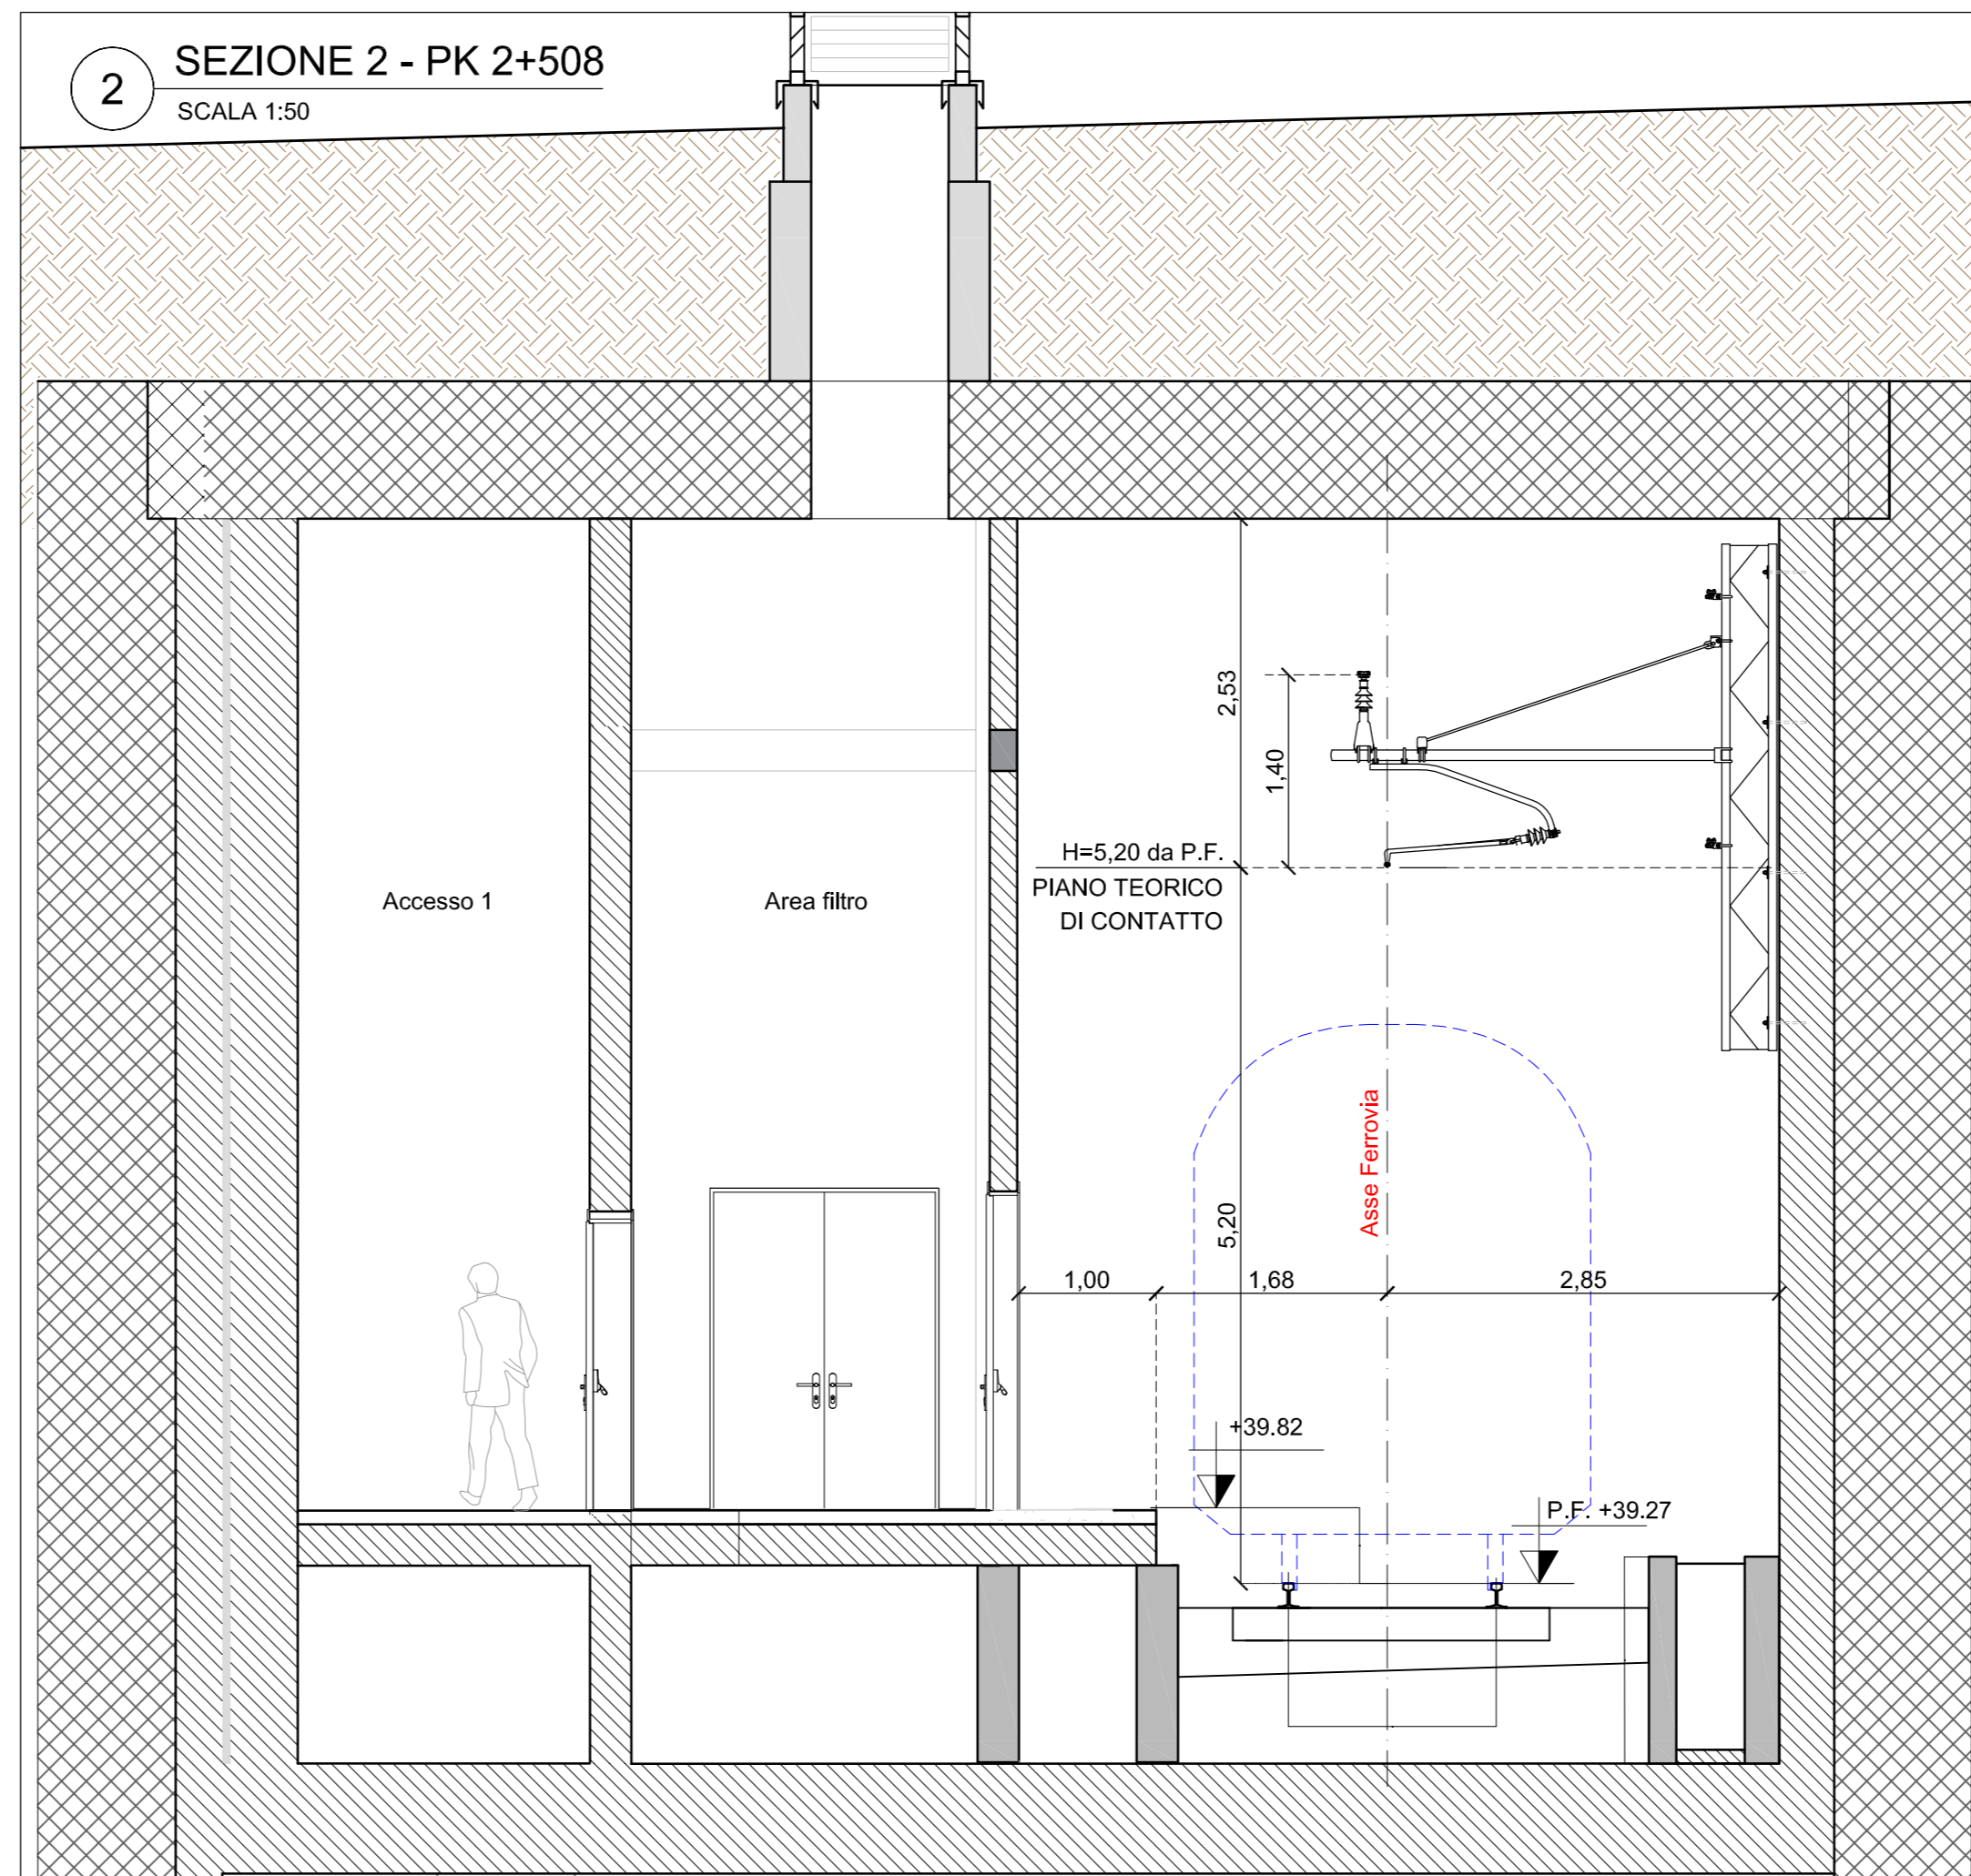 2
SEZIONE 2 - PK 2+508
SCALA 1:50
2,53
1,40
H=5,20 da P.F.
PIANO TEORICO
DI CONTATTO
Accesso 1
Area filtro
Asse Ferrovia
5,20
1,00
1,68
2,85
+39.82
P.F. +39.27